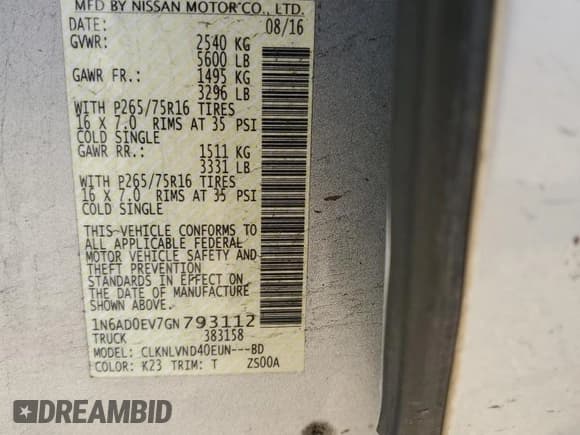 MFD BY NISSAN MOTOR CO., LTD.
DATE: 08/16
GVWR: 2540 KG
5600 LB
GAWR FR.: 1495 KG
3296 LB
WITH P265/75R16 TIRES
16 X 7.0 RIMS AT 35 PSI
COLD SINGLE
GAWR RR.: 1511 KG
3331 LB
WITH P265/75R16 TIRES
16 X 7.0 RIMS AT 35 PSI
COLD SINGLE
THIS VEHICLE CONFORMS TO
ALL APPLICABLE FEDERAL
MOTOR VEHICLE SAFETY AND
THEFT PREVENTION
STANDARDS IN EFFECT ON
THE DATE OF MANUFACTURE
1N6AD0EV7GN793112
TRUCK 383158
MODEL: CLKNLVND40EUN---BD
COLOR: K23 TRIM: T ZS00A
DREAMBID